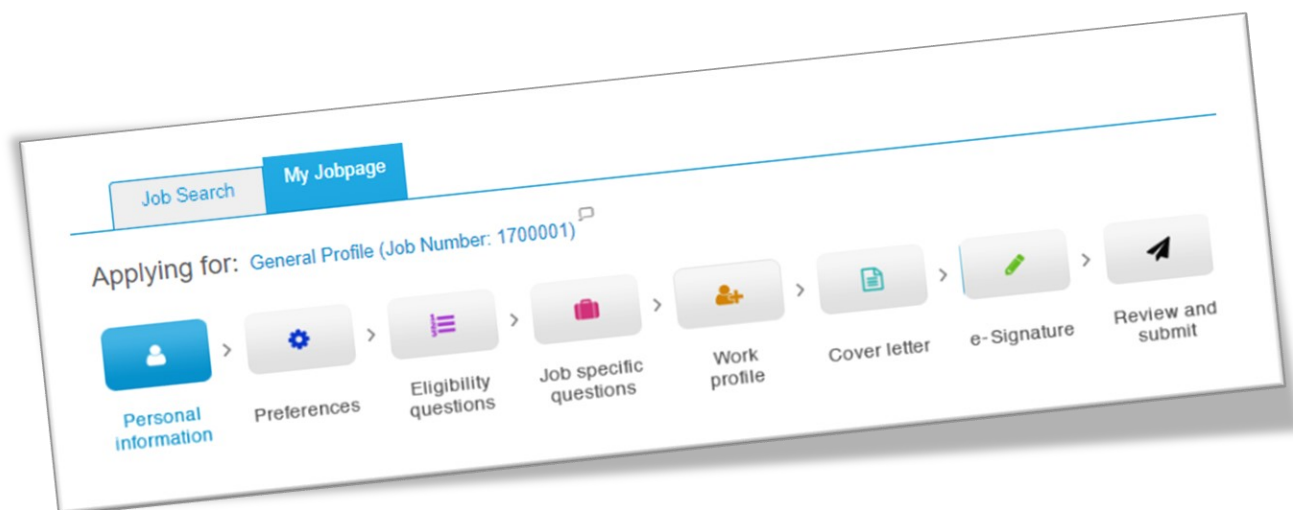 Job Search
My Jobpage
Applying for: General Profile (Job Number: 1700001)
Personal
information
Preferences
Eligibility
questions
Job specific
questions
Work
profile
Cover letter
e-Signature
Review and
submit